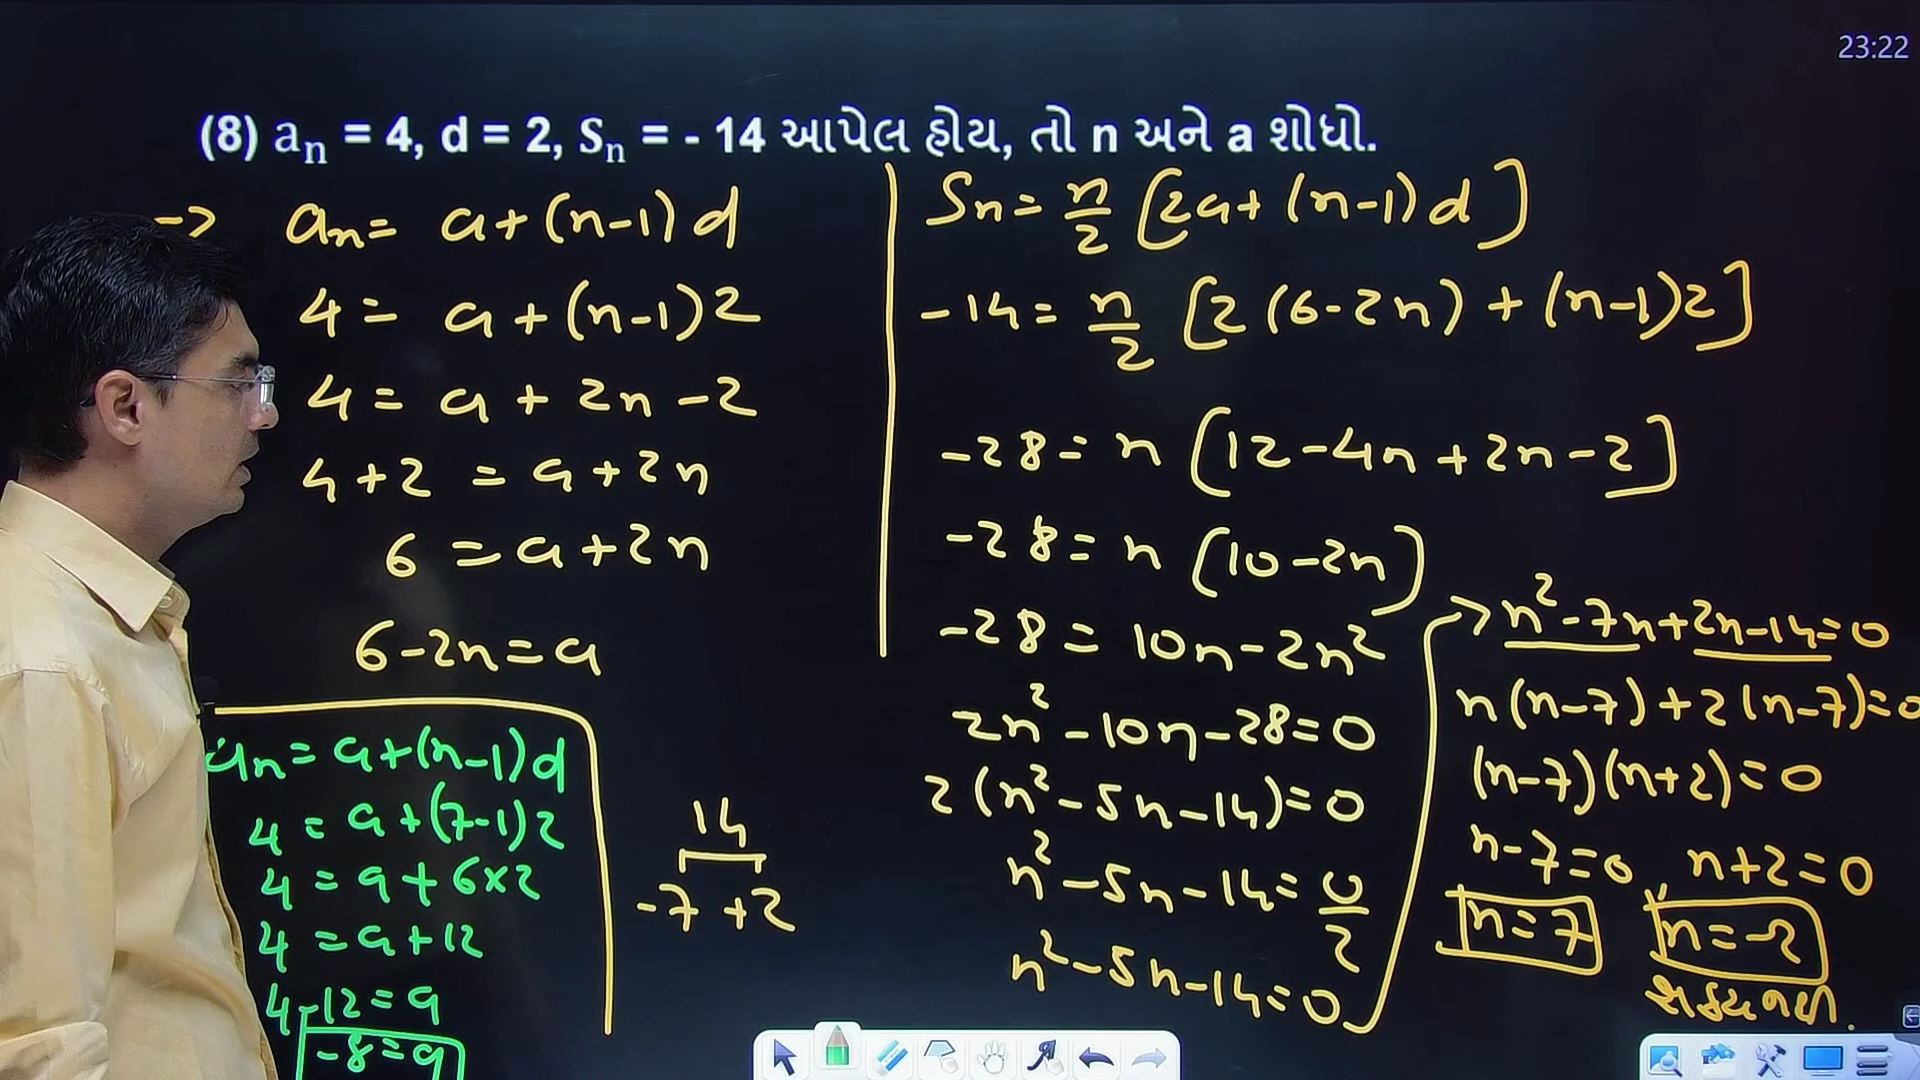 23:22
(8) aₙ = 4, d = 2, Sₙ = - 14 આપેલ હોય, તો n અને a શોધો.
-> an = a+(n-1)d
4 = a+(n-1)2
4 = a + 2n - 2
4+2 = a+2n
6 = a+2n
6-2n = a
an = a+(n-1)d
4 = a+(7-1)2
4 = a+6×2
4 = a+12
4-12 = a
-8 = a
14
-7 +2
Sn = n/2 [2a+(n-1)d]
-14 = n/2 [2(6-2n)+(n-1)2]
-28 = n [12-4n+2n-2]
-28 = n [10-2n]
-28 = 10n-2n²
2n²-10n-28=0
2(n²-5n-14)=0
n²-5n-14=0/2
n²-5n-14=0
-> n²-7n+2n-14=0
n(n-7)+2(n-7)=0
(n-7)(n+2)=0
n-7=0, n+2=0
n=7 n=-2
શક્ય નથી.